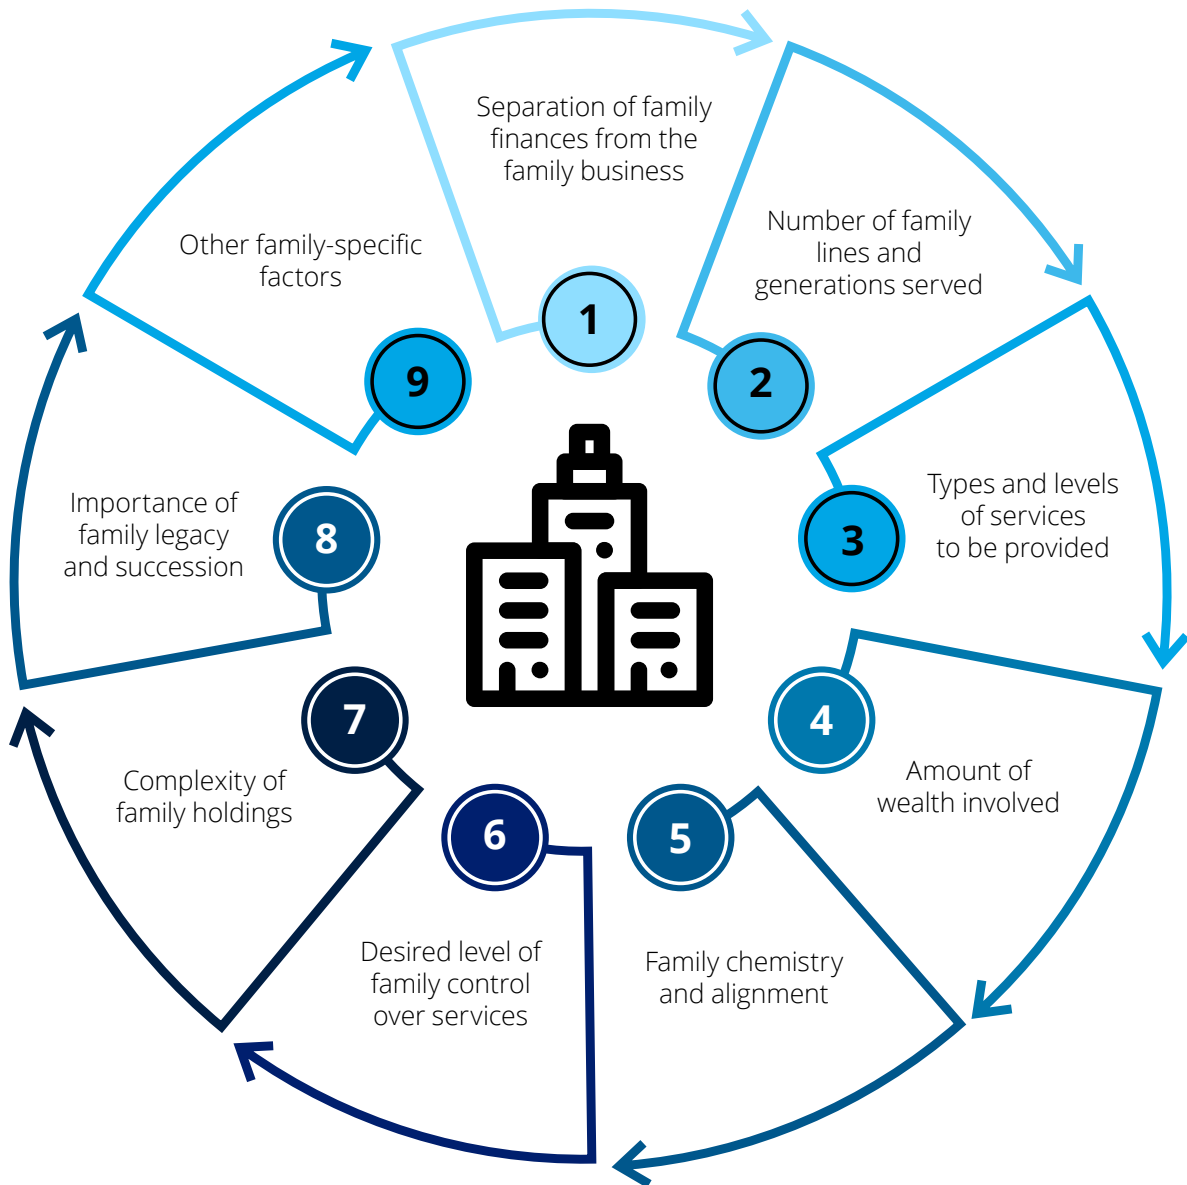 Separation of family
finances from the
family business
1
Number of family
lines and
generations served
2
Types and levels
of services
to be provided
3
Amount of
wealth involved
4
Family chemistry
and alignment
5
Desired level of
family control
over services
6
Complexity of
family holdings
7
Importance of
family legacy
and succession
8
Other family-specific
factors
9